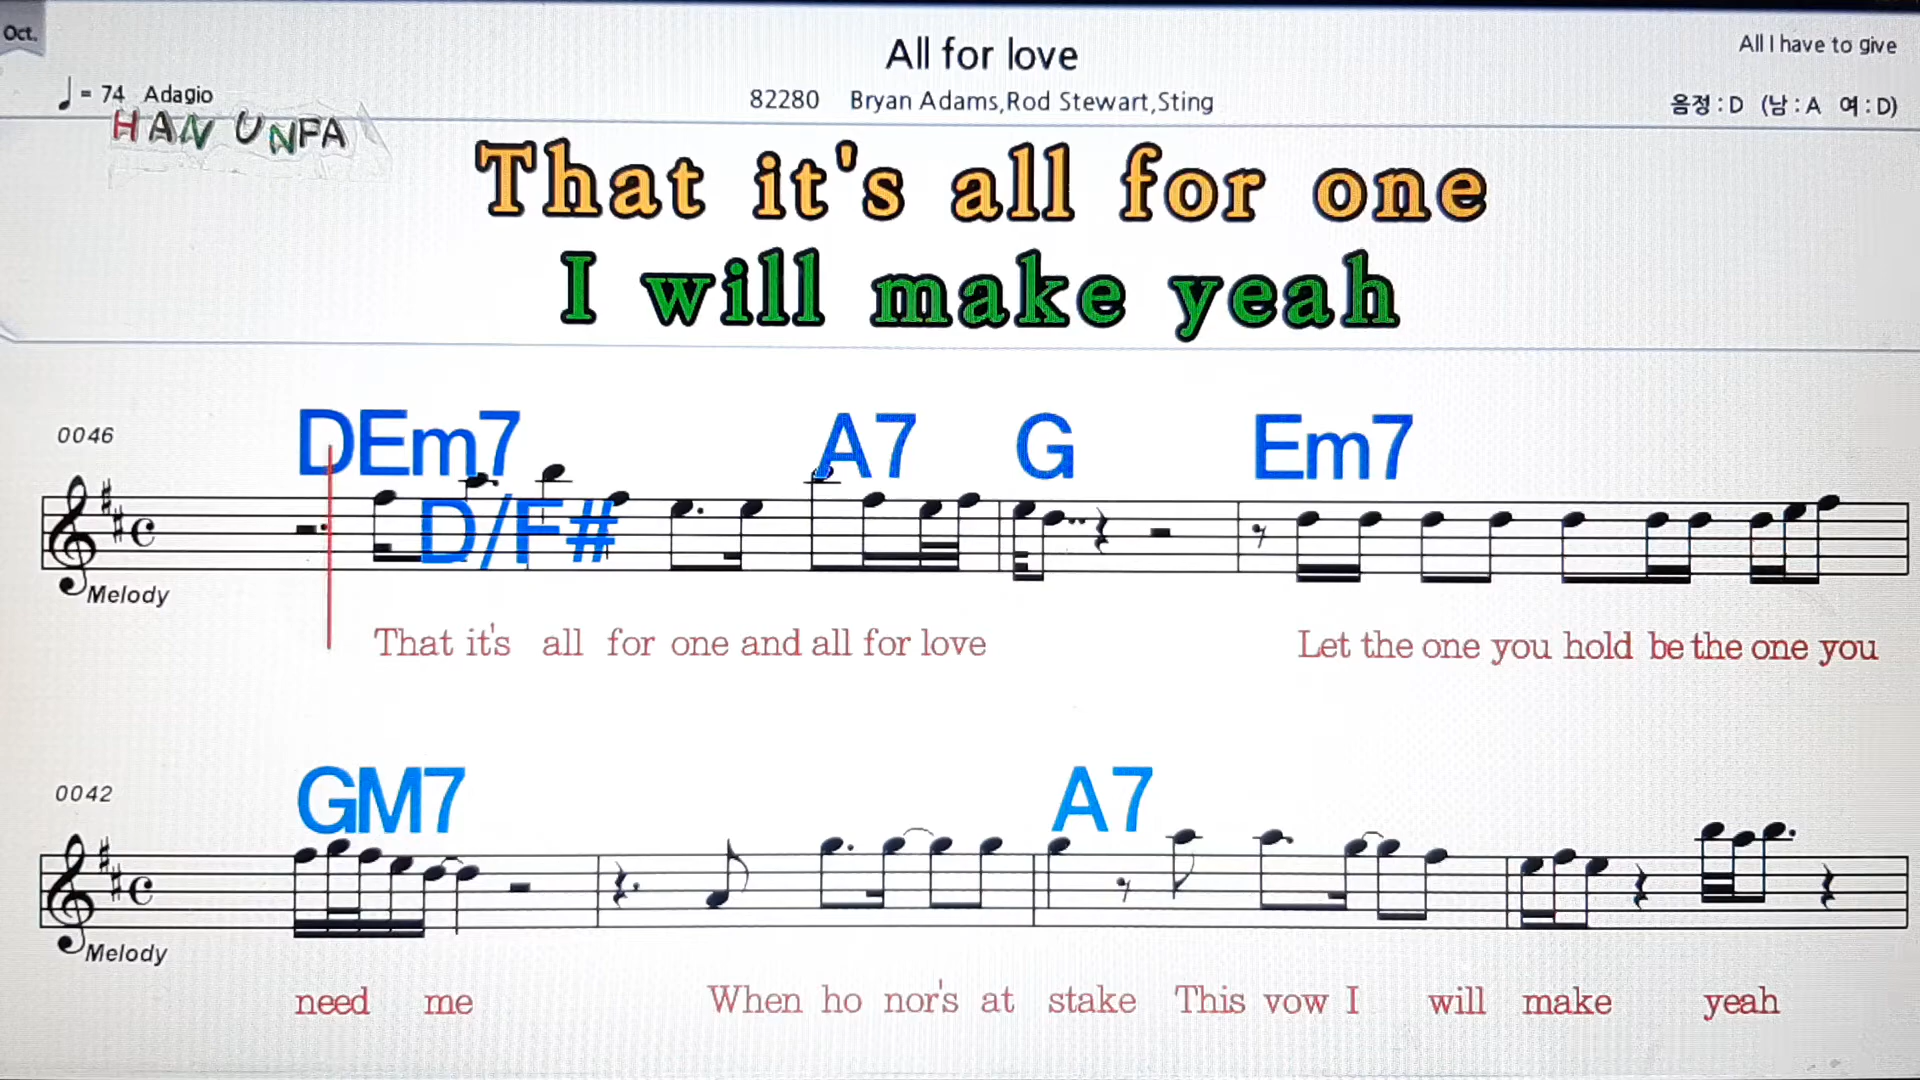 Oct.
All for love
All I have to give
♩ = 74 Adagio
82280 Bryan Adams,Rod Stewart,Sting
음정 : D (남 : A 여 : D)
HAN UNPA
That it's all for one
I will make yeah
0046
DEm7 A7 G Em7
D/F#
Melody
That it's all for one and all for love Let the one you hold be the one you
0042
GM7 A7
Melody
need me When ho nor's at stake This vow I will make yeah